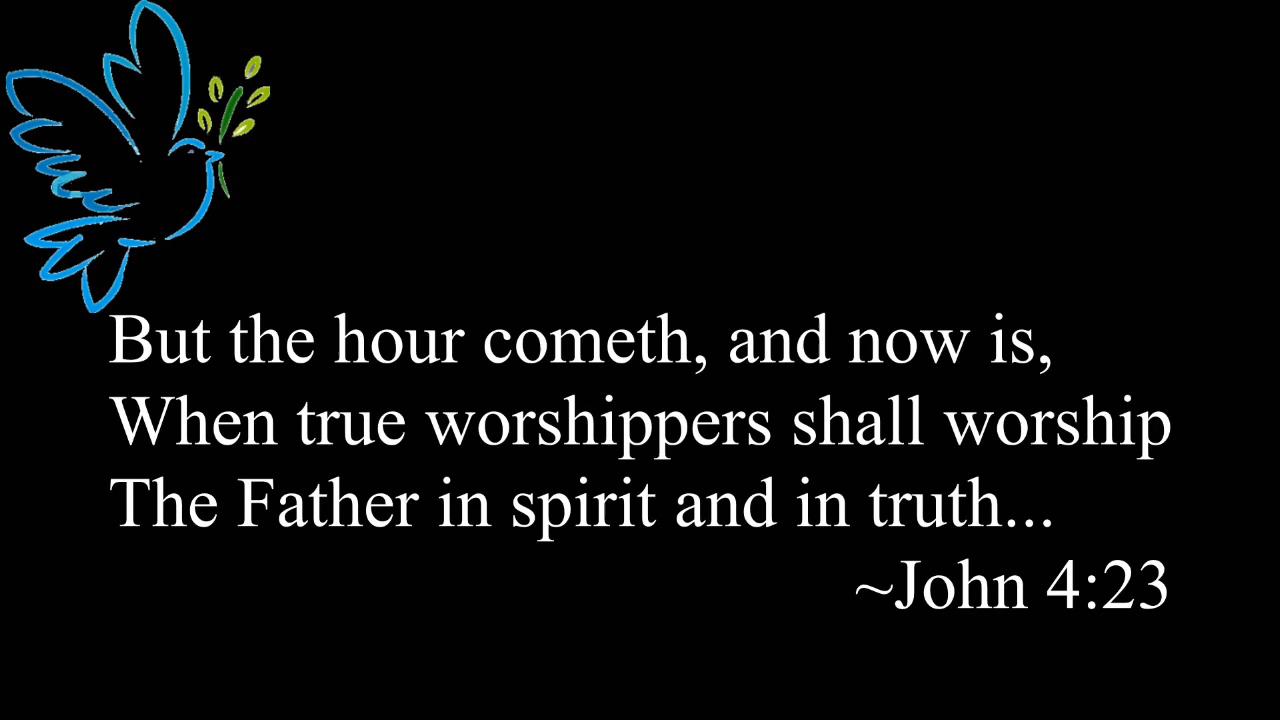 But the hour cometh, and now is,
When true worshippers shall worship
The Father in spirit and in truth...
~John 4:23